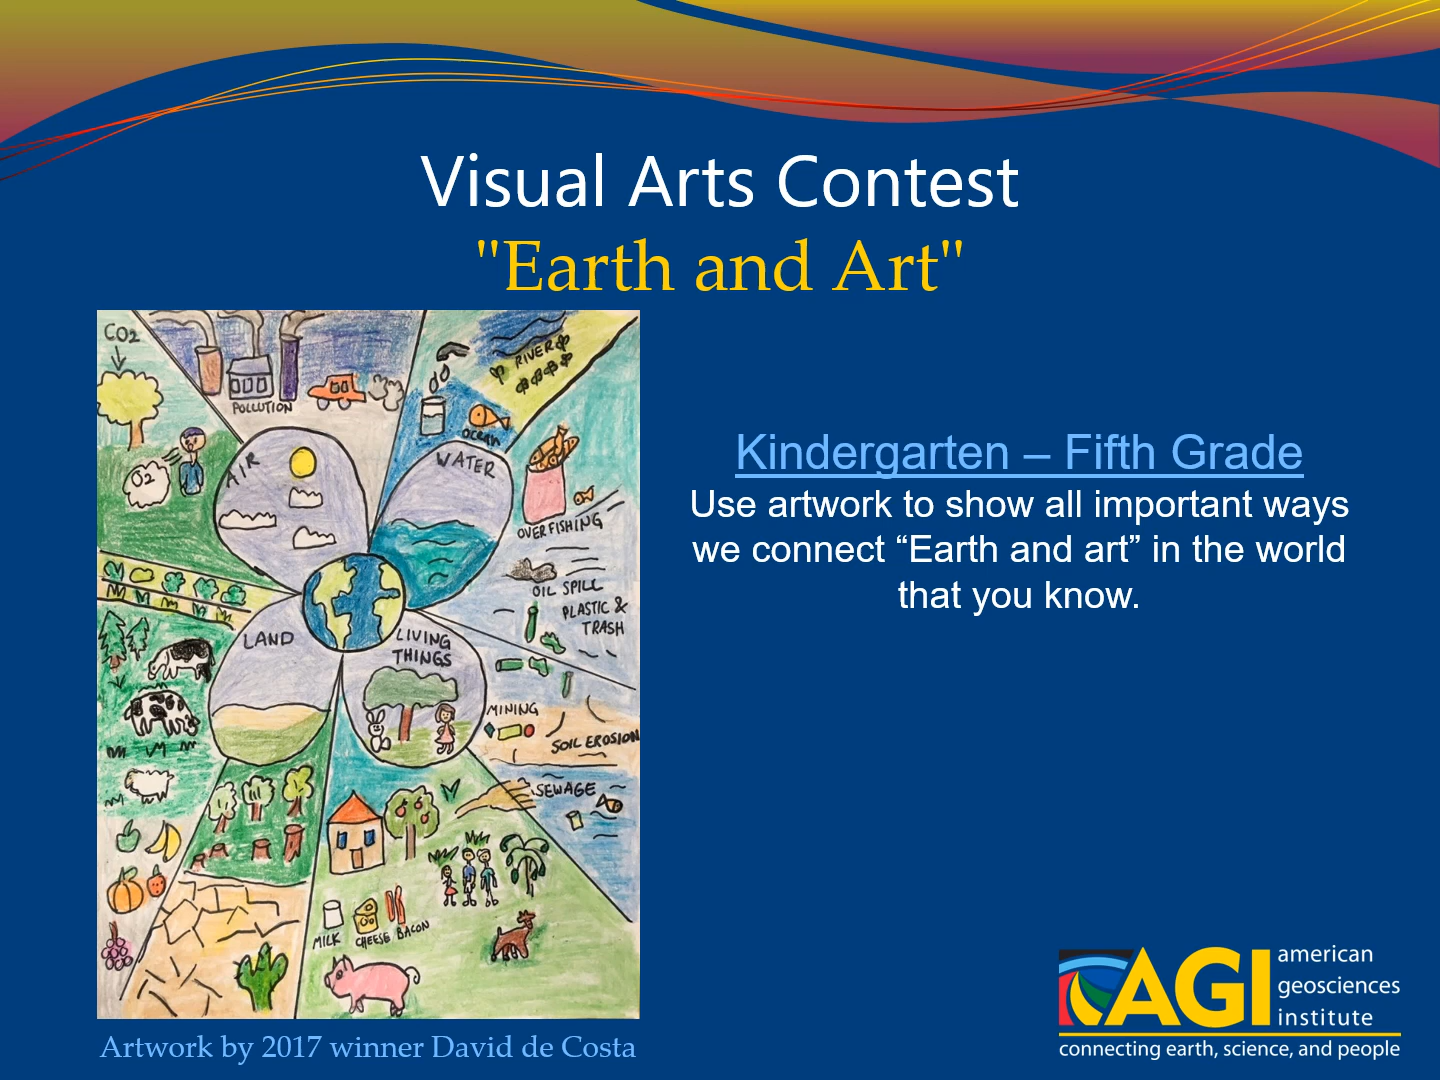 Visual Arts Contest
"Earth and Art"
CO2
POLLUTION
RIVER
OCEAN
AIR
WATER
O2
OVERFISHING
OIL SPILL
PLASTIC &
TRASH
LAND
LIVING
THINGS
MINING
SOIL EROSION
SEWAGE
MILK
CHEESE
BACON
Kindergarten – Fifth Grade
Use artwork to show all important ways
we connect “Earth and art” in the world
that you know.
Artwork by 2017 winner David de Costa
AGI
american
geosciences
institute
connecting earth, science, and people